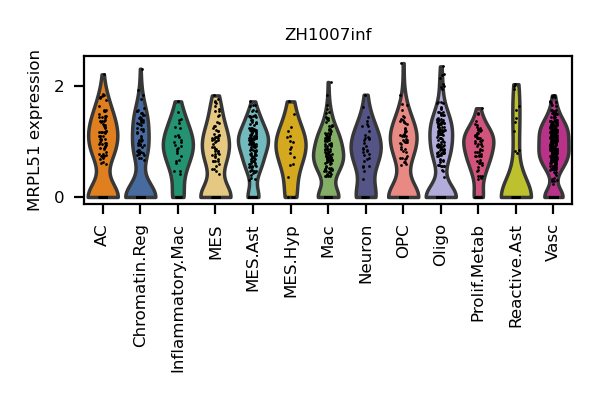 ZH1007inf
MRPL51 expression
2
0
AC
Chromatin.Reg
Inflammatory.Mac
MES
MES.Ast
MES.Hyp
Mac
Neuron
OPC
Oligo
Prolif.Metab
Reactive.Ast
Vasc